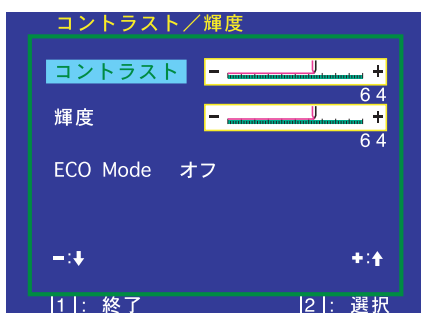 コントラスト／輝度
コントラスト - +
64
輝度 - +
64
ECO Mode オフ
-:⬇ +:⬆
1: 終了 2: 選択